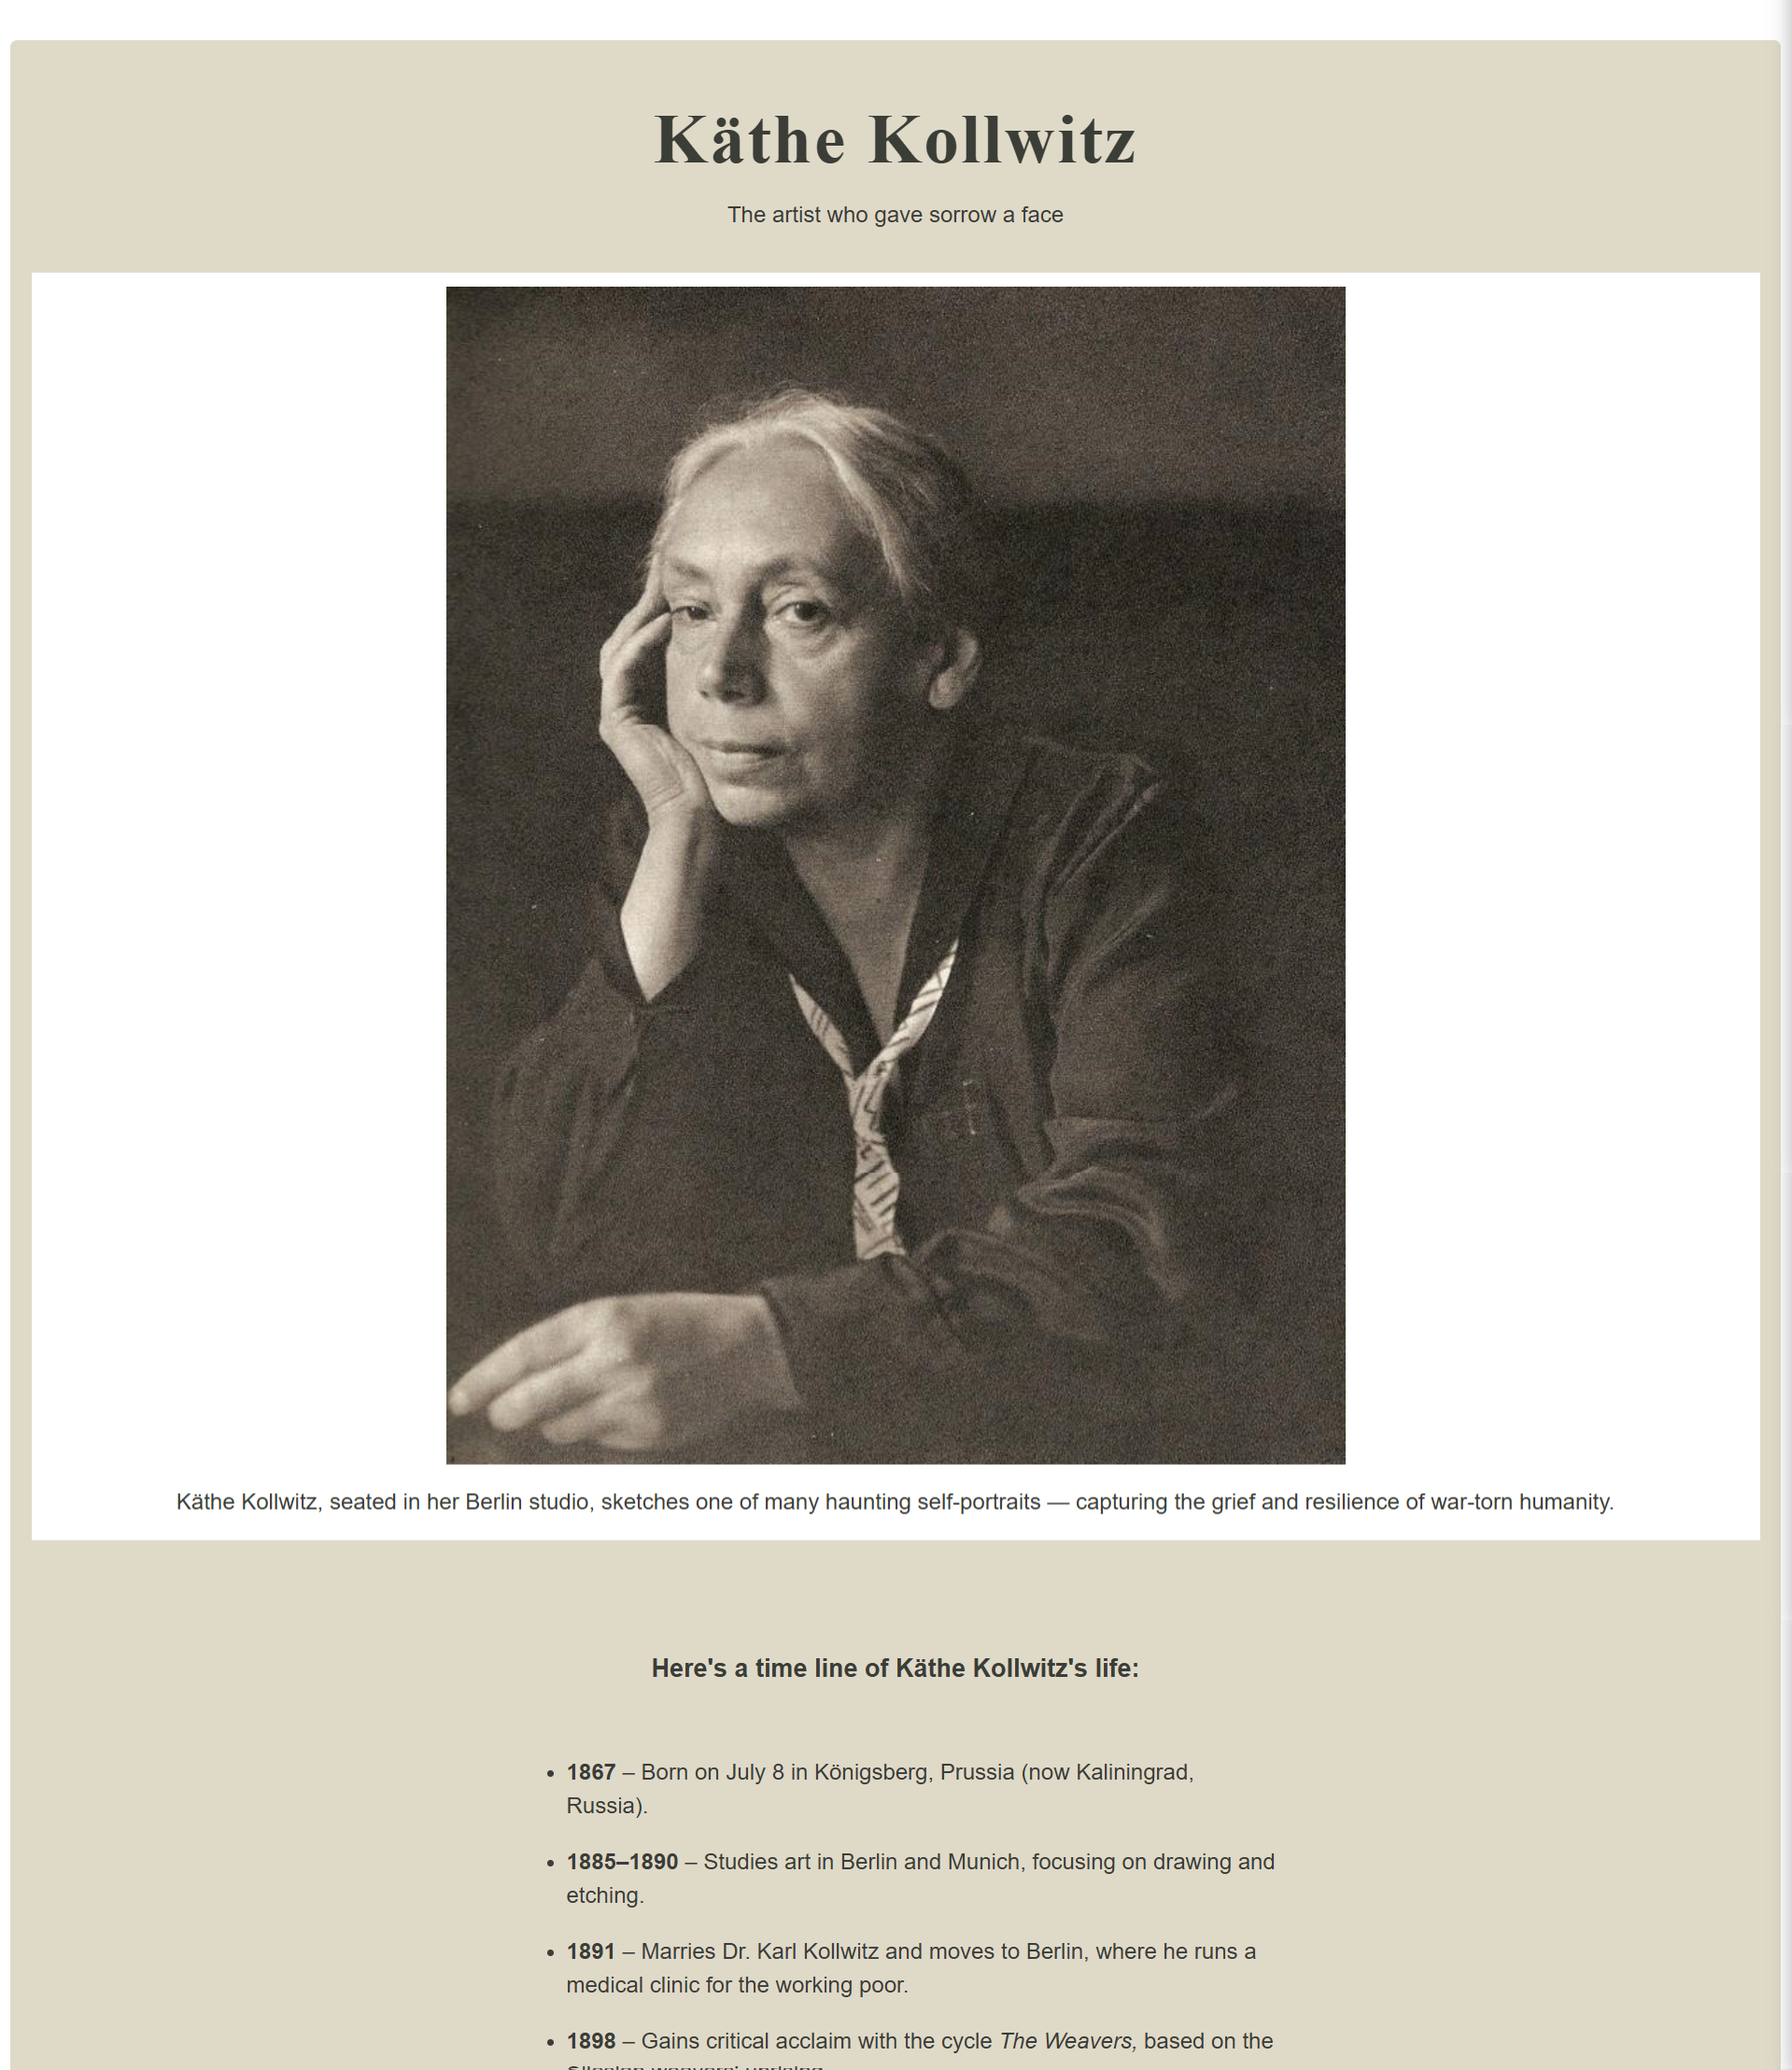 Käthe Kollwitz
The artist who gave sorrow a face
Käthe Kollwitz, seated in her Berlin studio, sketches one of many haunting self-portraits — capturing the grief and resilience of war-torn humanity.
Here's a time line of Käthe Kollwitz's life:
• 1867 – Born on July 8 in Königsberg, Prussia (now Kaliningrad,
Russia).
• 1885–1890 – Studies art in Berlin and Munich, focusing on drawing and
etching.
• 1891 – Marries Dr. Karl Kollwitz and moves to Berlin, where he runs a
medical clinic for the working poor.
• 1898 – Gains critical acclaim with the cycle The Weavers, based on the